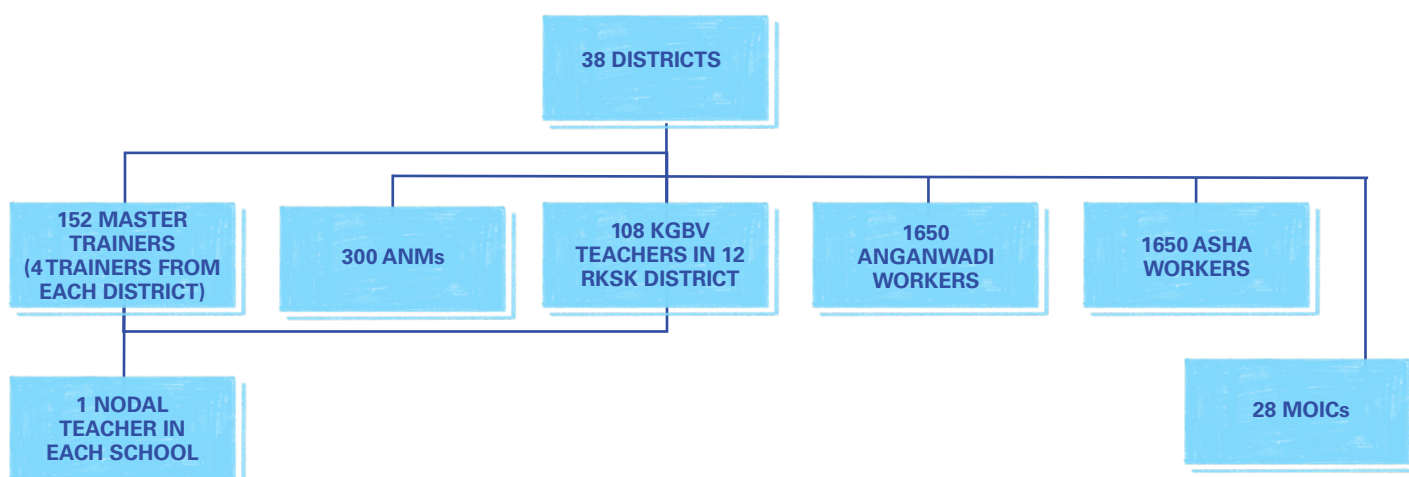 38 DISTRICTS
152 MASTER
TRAINERS
(4 TRAINERS FROM
EACH DISTRICT)
300 ANMs
108 KGBV
TEACHERS IN 12
RKSK DISTRICT
1650
ANGANWADI
WORKERS
1650 ASHA
WORKERS
1 NODAL
TEACHER IN
EACH SCHOOL
28 MOICs